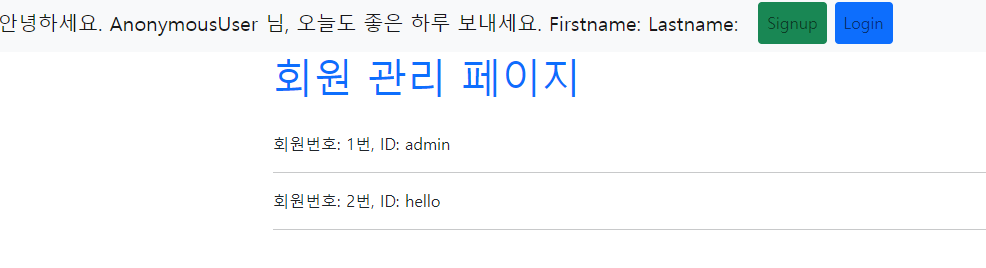 안녕하세요. AnonymousUser 님, 오늘도 좋은 하루 보내세요. Firstname: Lastname: Signup Login
회원 관리 페이지
회원번호: 1번, ID: admin
회원번호: 2번, ID: hello